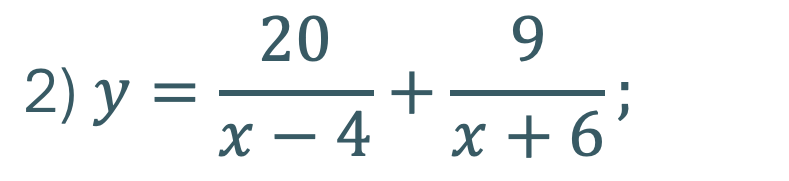 2) y = 20/(x − 4) + 9/(x + 6);